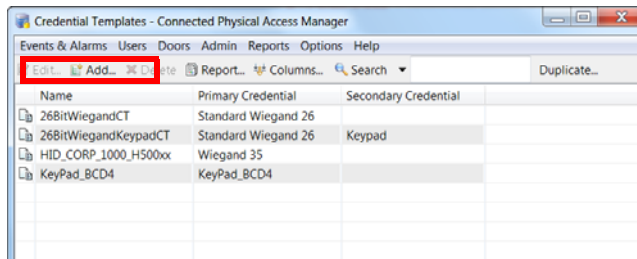 Credential Templates - Connected Physical Access Manager
Events & Alarms Users Doors Admin Reports Options Help
Edit... Add... Delete Report... Columns... Search Duplicate...
Name Primary Credential Secondary Credential
26BitWiegandCT Standard Wiegand 26
26BitWiegandKeypadCT Standard Wiegand 26 Keypad
HID_CORP_1000_H500xx Wiegand 35
KeyPad_BCD4 KeyPad_BCD4